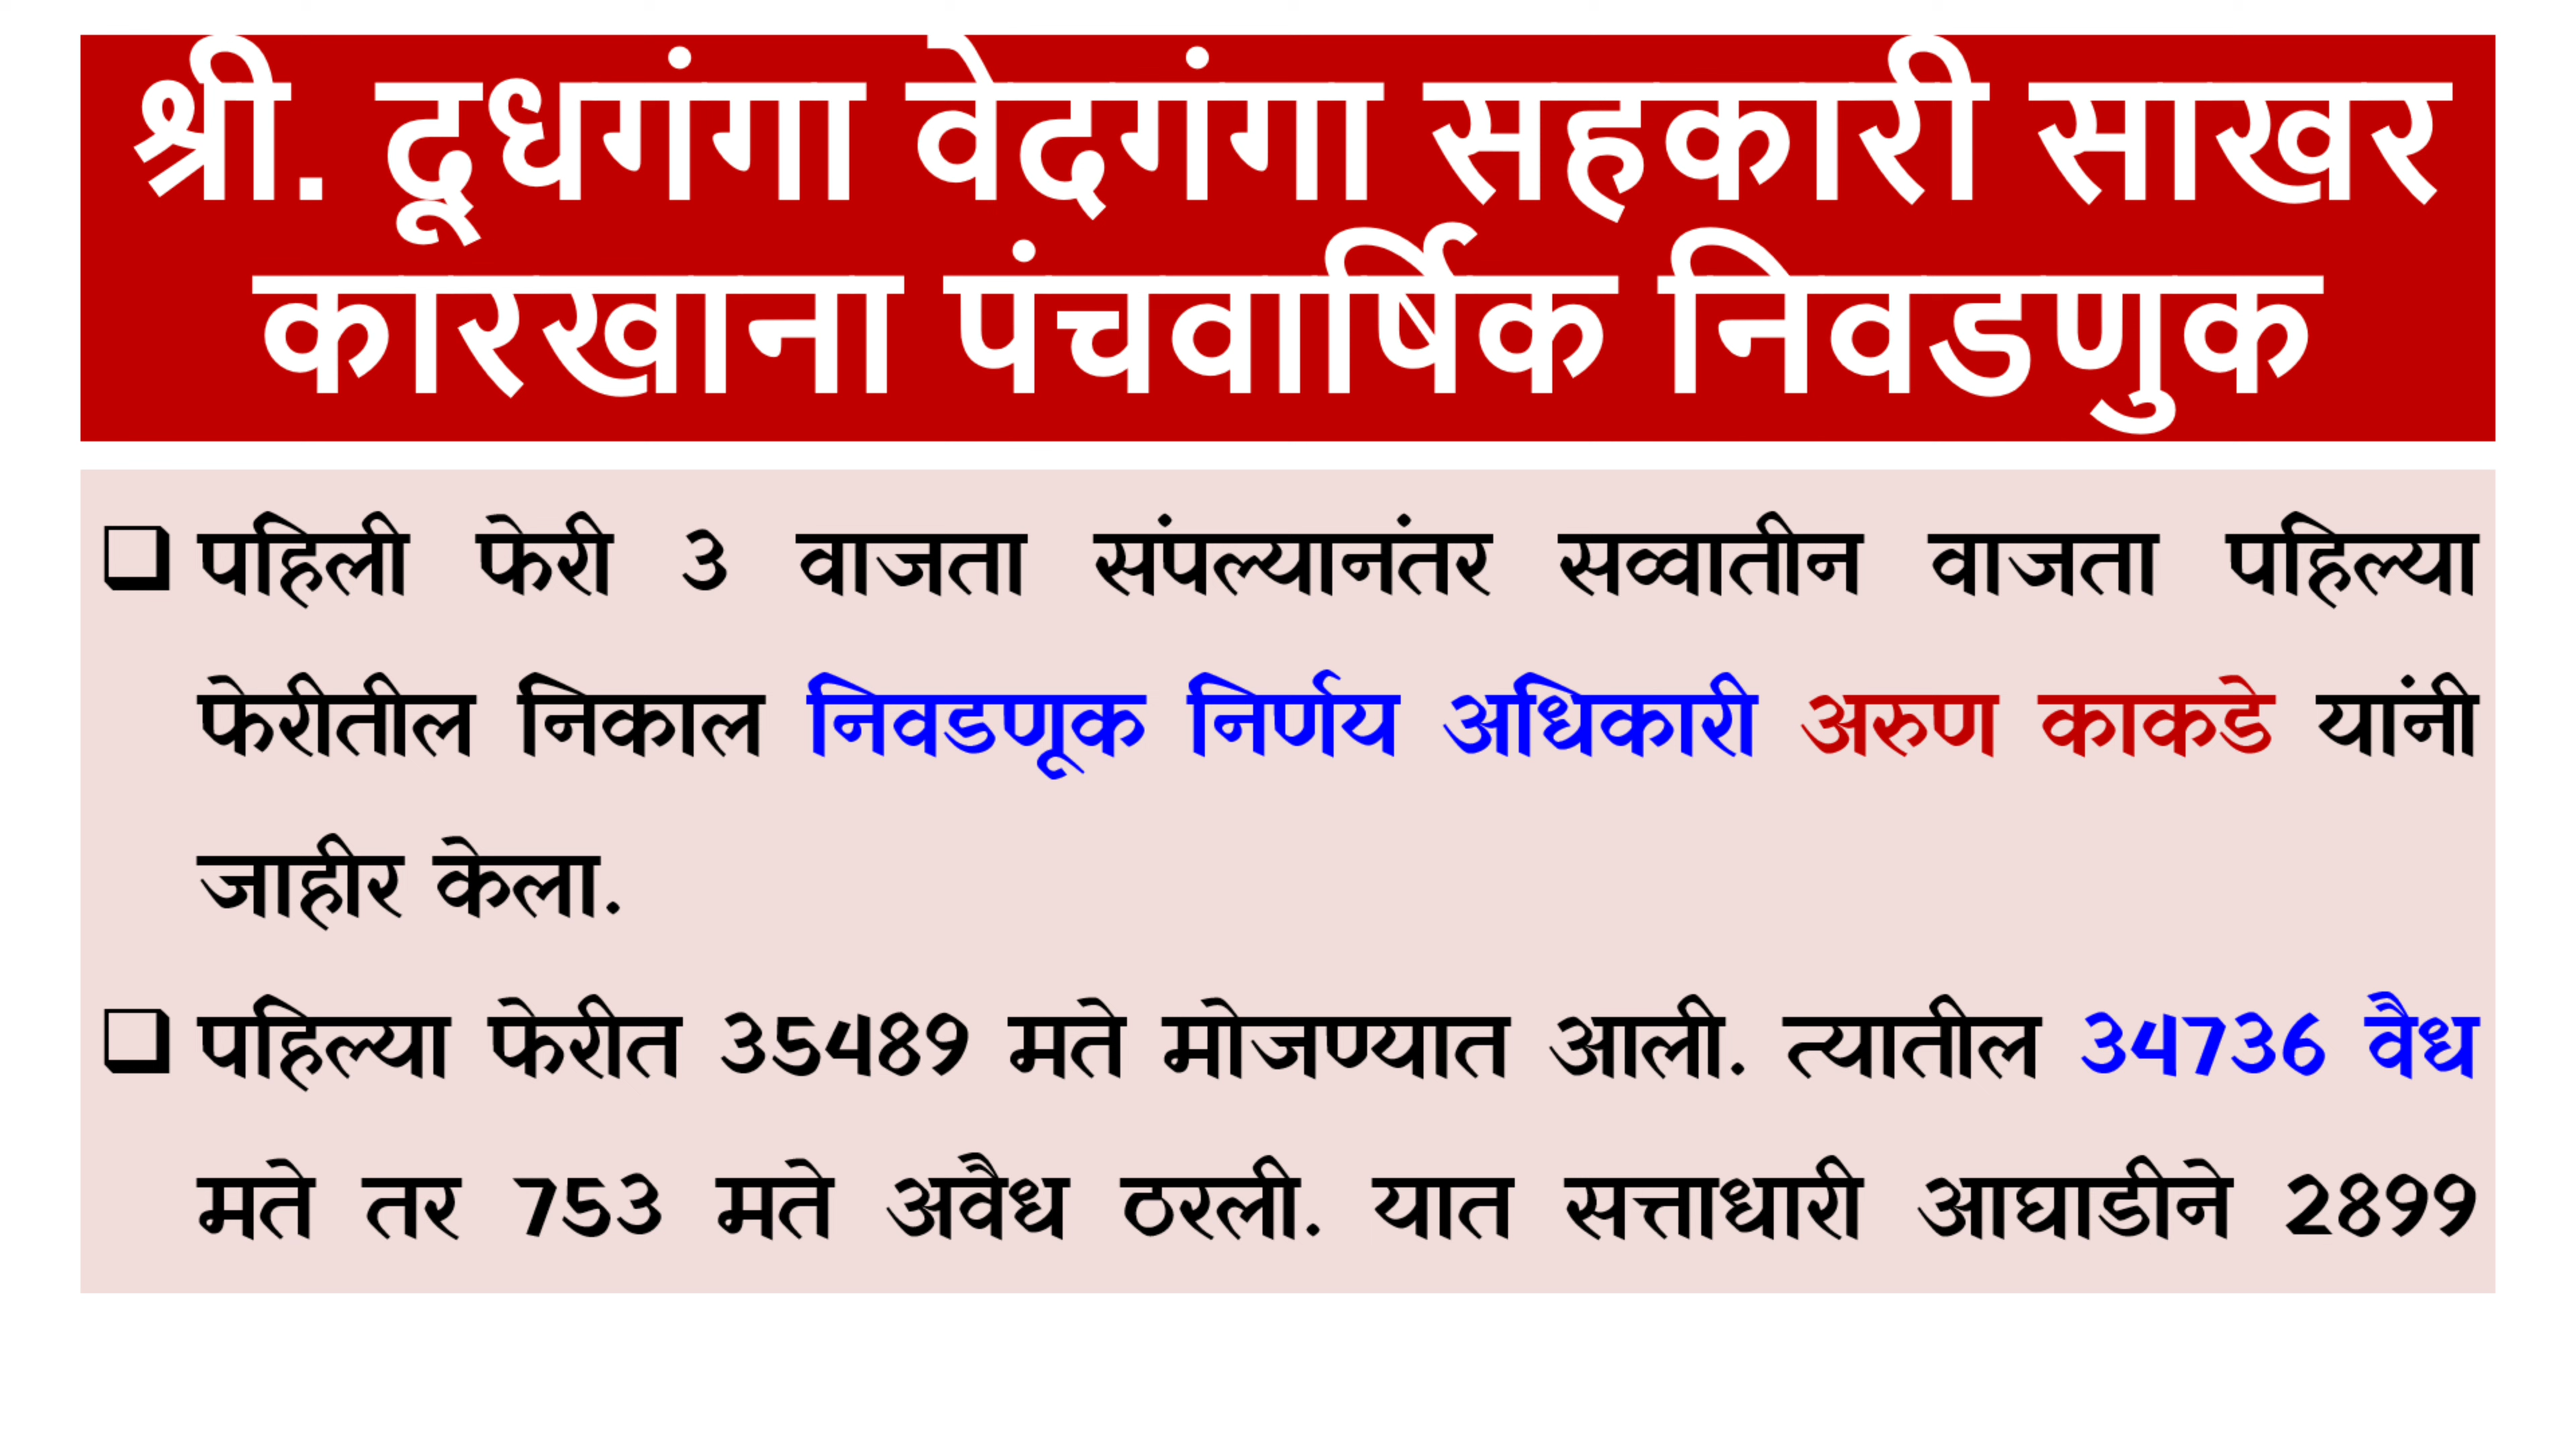 श्री. दूधगंगा वेदगंगा सहकारी साखर
कारखाना पंचवार्षिक निवडणुक
❑ पहिली फेरी 3 वाजता संपल्यानंतर सव्वातीन वाजता पहिल्या
फेरीतील निकाल निवडणूक निर्णय अधिकारी अरुण काकडे यांनी
जाहीर केला.
❑ पहिल्या फेरीत 35489 मते मोजण्यात आली. त्यातील 34736 वैध
मते तर 753 मते अवैध ठरली. यात सत्ताधारी आघाडीने 2899